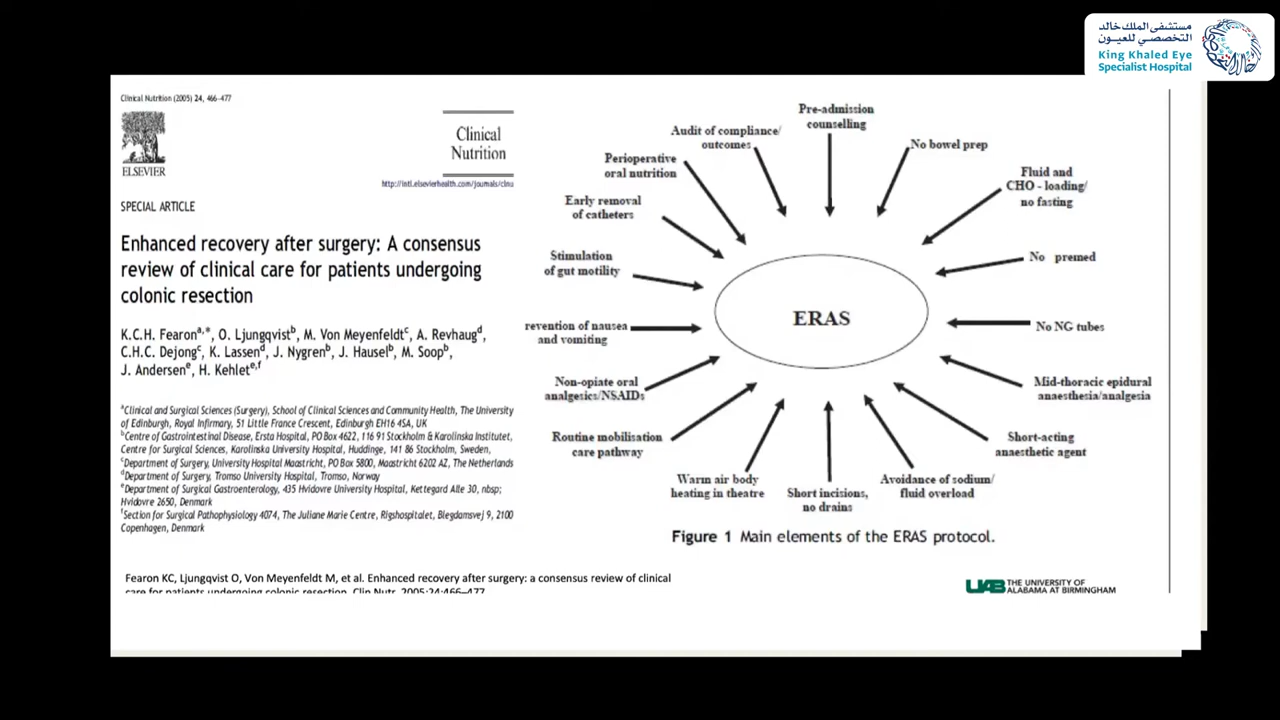 مستشفى الملك خالد
التخصصي للعيون
King Khaled Eye
Specialist Hospital
Clinical Nutrition (2005) 24, 466–477
ELSEVIER
Clinical
Nutrition
http://intl.elsevierhealth.com/journals/clnu
SPECIAL ARTICLE
Enhanced recovery after surgery: A consensus
review of clinical care for patients undergoing
colonic resection
K.C.H. Fearon a,*, O. Ljungqvist b, M. Von Meyenfeldt c, A. Revhaug d,
C.H.C. Dejong c, K. Lassen d, J. Nygren b, J. Hausel b, M. Soop b,
J. Andersen e, H. Kehlet e,f
a Clinical and Surgical Sciences (Surgery), School of Clinical Sciences and Community Health, The University
of Edinburgh, Royal Infirmary, 51 Little France Crescent, Edinburgh EH16 4SA, UK
b Centre of Gastrointestinal Disease, Ersta Hospital, PO Box 4622, 116 91 Stockholm & Karolinska Institutet,
Centre for Surgical Sciences, Karolinska University Hospital, Huddinge, 141 86 Stockholm, Sweden,
c Department of Surgery, University Hospital Maastricht, PO Box 5800, Maastricht 6202 AZ, The Netherlands
d Department of Surgery, Tromso University Hospital, Tromso, Norway
e Department of Surgical Gastroenterology, 435 Hvidovre University Hospital, Kettegard Alle 30, nbsp;
Hvidovre 2650, Denmark
f Section for Surgical Pathophysiology 4074, The Juliane Marie Centre, Rigshospitalet, Blegdamsvej 9, 2100
Copenhagen, Denmark
Pre-admission
counselling
Audit of compliance/
outcomes
No bowel prep
Perioperative
oral nutrition
Fluid and
CHO - loading/
no fasting
Early removal
of catheters
Stimulation
of gut motility
No premed
ERAS
revention of nausea
and vomiting
No NG tubes
Non-opiate oral
analgesics/NSAIDs
Mid-thoracic epidural
anaesthesia/analgesia
Routine mobilisation
care pathway
Short-acting
anaesthetic agent
Warm air body
heating in theatre
Short incisions,
no drains
Avoidance of sodium/
fluid overload
Figure 1 Main elements of the ERAS protocol.
Fearon KC, Ljungqvist O, Von Meyenfeldt M, et al. Enhanced recovery after surgery: a consensus review of clinical
care for patients undergoing colonic resection. Clin Nutr. 2005;24:466–477
UAB THE UNIVERSITY OF
ALABAMA AT BIRMINGHAM